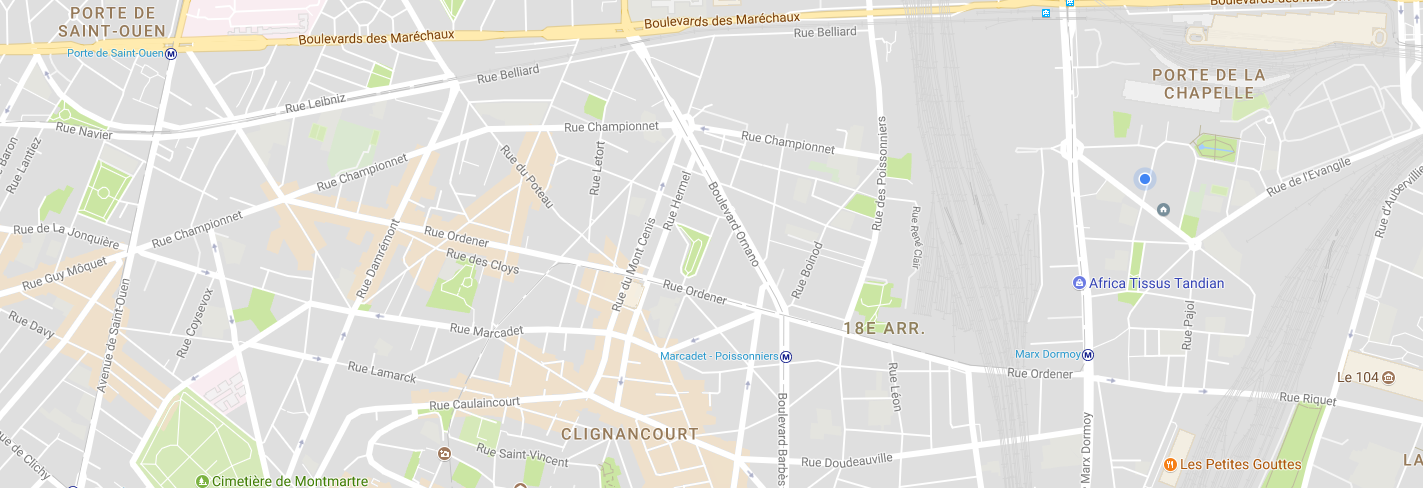 PORTE DE
SAINT-OUEN
Boulevards des Maréchaux
Boulevards des Maréchaux
Rue Belliard
Porte de Saint-Ouen
Rue Belliard
Rue Leibniz
PORTE DE LA
CHAPELLE
Rue Navier
Rue Championnet
Rue Championnet
Rue Championnet
Rue Championnet
Rue Lantiez
Rue du Poteau
Rue Letort
Rue Hermel
Rue des Poissonniers
Rue de l'Evangile
Boulevard Ornano
Rue René Clair
Rue de La Jonquière
Rue Damrémont
Rue Ordener
Rue des Cloys
Rue du Mont Cenis
Rue Boinod
Rue Guy Môquet
Rue Ordener
Africa Tissus Tandian
Avenue de Saint-Ouen
Rue Coysevox
Rue Davy
Rue Marcadet
18E ARR.
Rue Pajol
Marcadet - Poissonniers
Marx Dormoy
Rue Ordener
Rue Lamarck
Rue Léon
Le 104
Rue Riquet
Rue Caulaincourt
CLIGNANCOURT
Boulevard Barbès
Marx Dormoy
Rue Saint-Vincent
Rue Doudeauville
Les Petites Gouttes
Cimetière de Montmartre